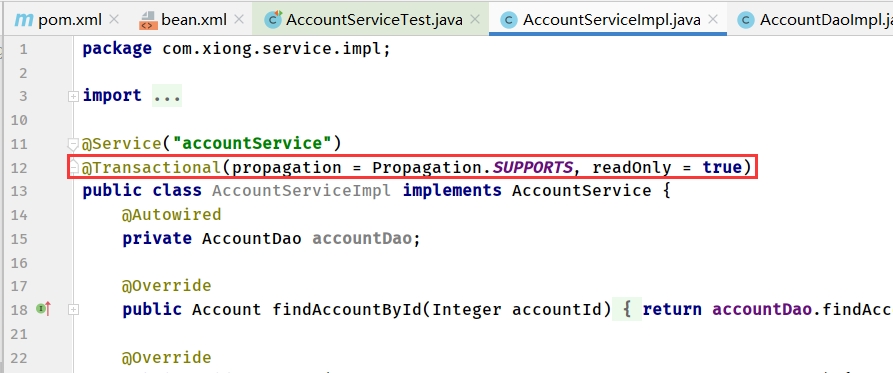 pom.xml bean.xml AccountServiceTest.java AccountServiceImpl.java AccountDaoImpl.ja
1 package com.xiong.service.impl;
2
3 import ...
10
11 @Service("accountService")
12 @Transactional(propagation = Propagation.SUPPORTS, readOnly = true)
13 public class AccountServiceImpl implements AccountService {
14 @Autowired
15 private AccountDao accountDao;
16
17 @Override
18 public Account findAccountById(Integer accountId) { return accountDao.findAcc
21
22 @Override